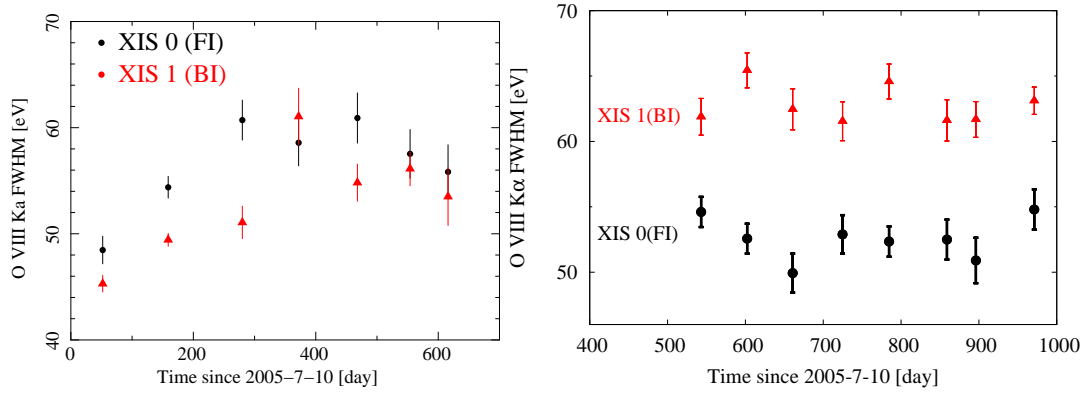 O VIII Ka FWHM [eV]
70
60
50
40
XIS 0 (FI)
XIS 1 (BI)
0 200 400 600
Time since 2005−7−10 [day]
O VIII Kα FWHM [eV]
70
60
50
XIS 1(BI)
XIS 0(FI)
400 500 600 700 800 900 1000
Time since 2005-7-10 [day]